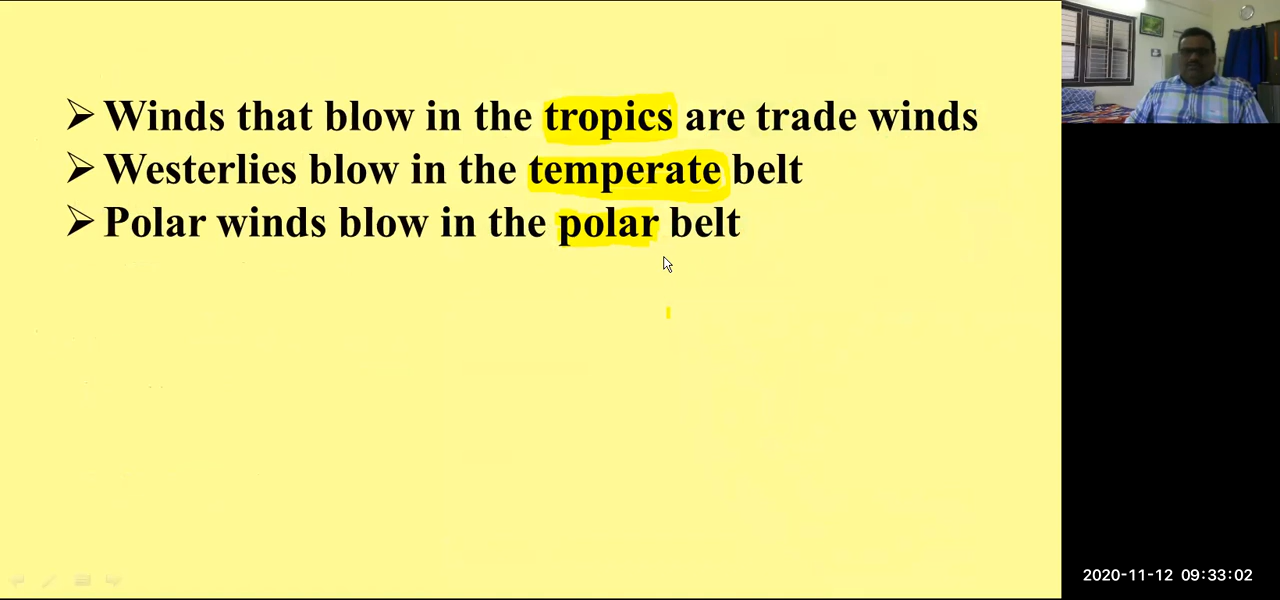 ➢ Winds that blow in the tropics are trade winds
➢ Westerlies blow in the temperate belt
➢ Polar winds blow in the polar belt
2020-11-12 09:33:02